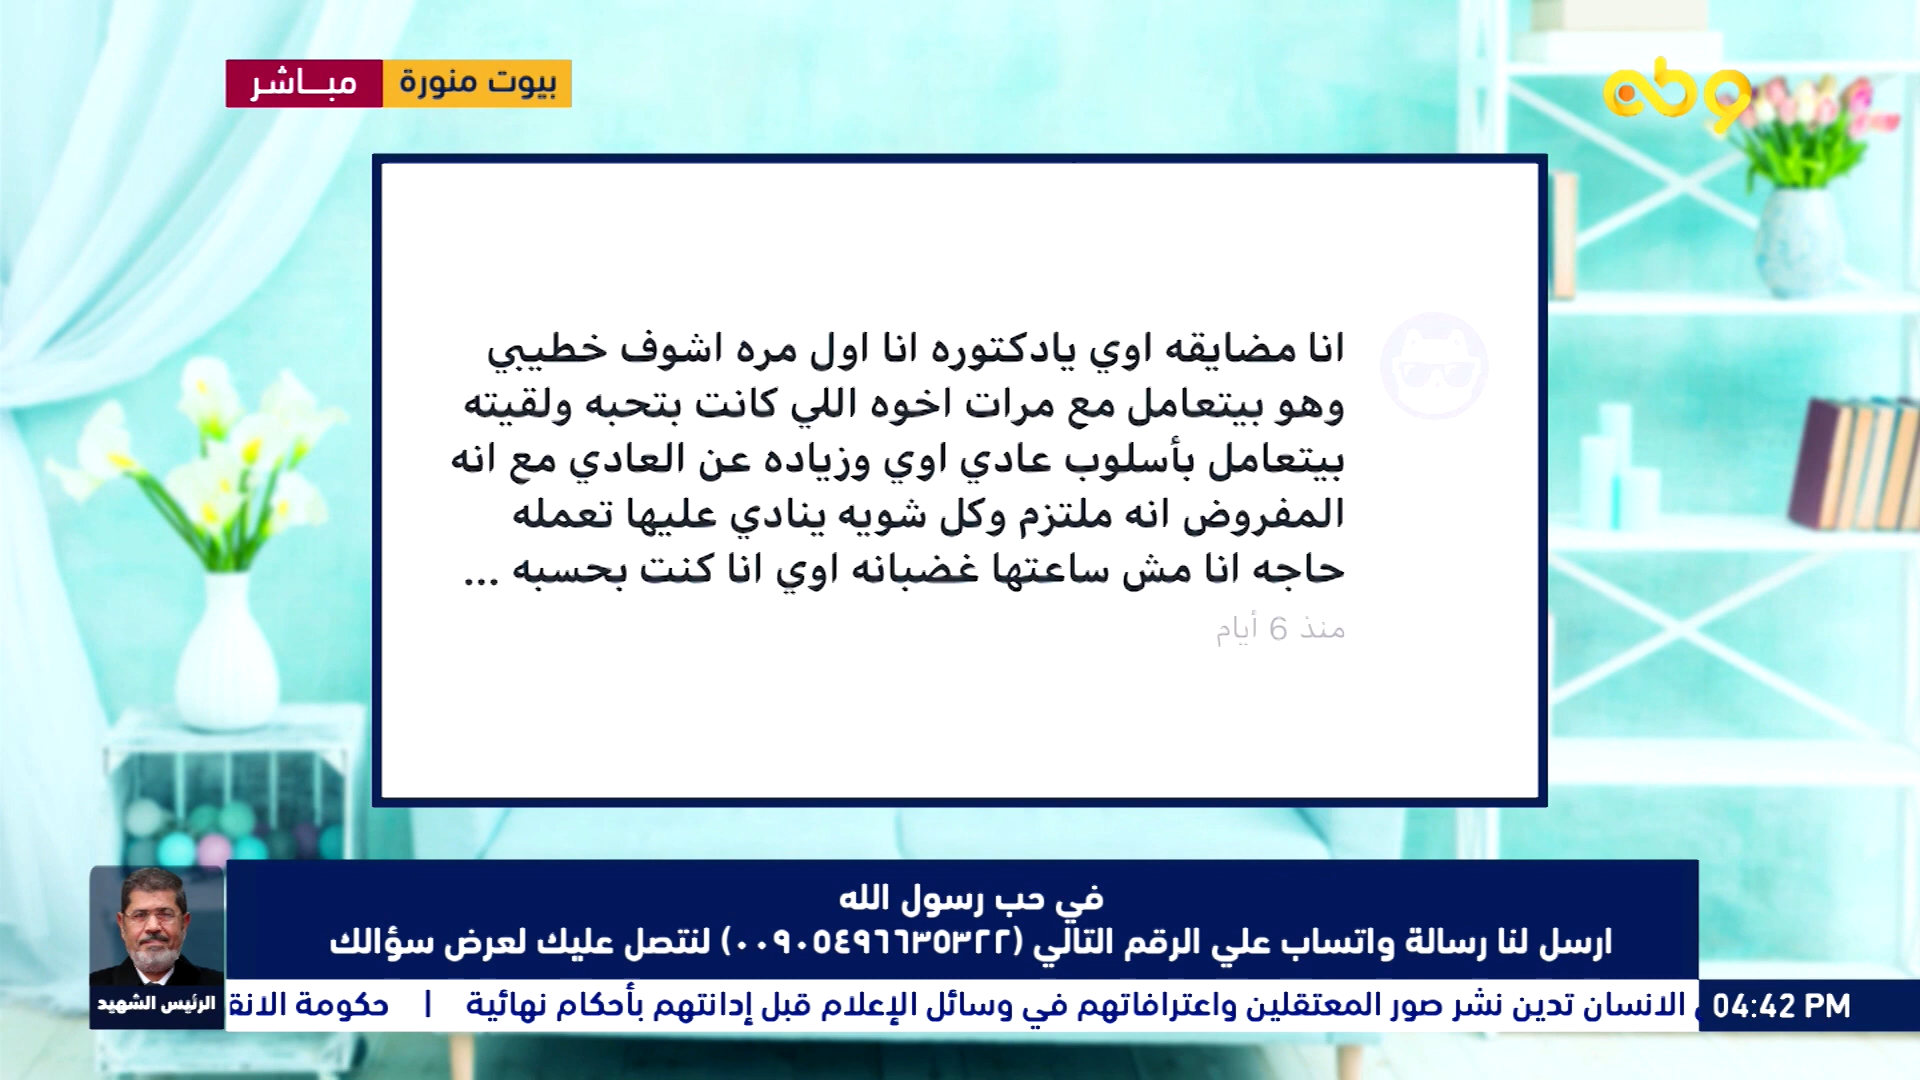 مباشر
بيوت منورة
وطن
انا مضايقه اوي يادكتوره انا اول مره اشوف خطيبي
وهو بيتعامل مع مرات اخوه اللي كانت بتحبه ولقيته
بيتعامل بأسلوب عادي اوي وزياده عن العادي مع انه
المفروض انه ملتزم وكل شويه ينادي عليها تعمله
حاجه انا مش ساعتها غضبانه اوي انا كنت بحسبه ...
منذ 6 أيام
في حب رسول الله
ارسل لنا رسالة واتساب علي الرقم التالي (٠٠٩٠٥٤٩٦٦٣٥٣٢٢) لنتصل عليك لعرض سؤالك
الانسان تدين نشر صور المعتقلين واعترافاتهم في وسائل الإعلام قبل إدانتهم بأحكام نهائية | حكومة الانق
الرئيس الشهيد
04:42 PM